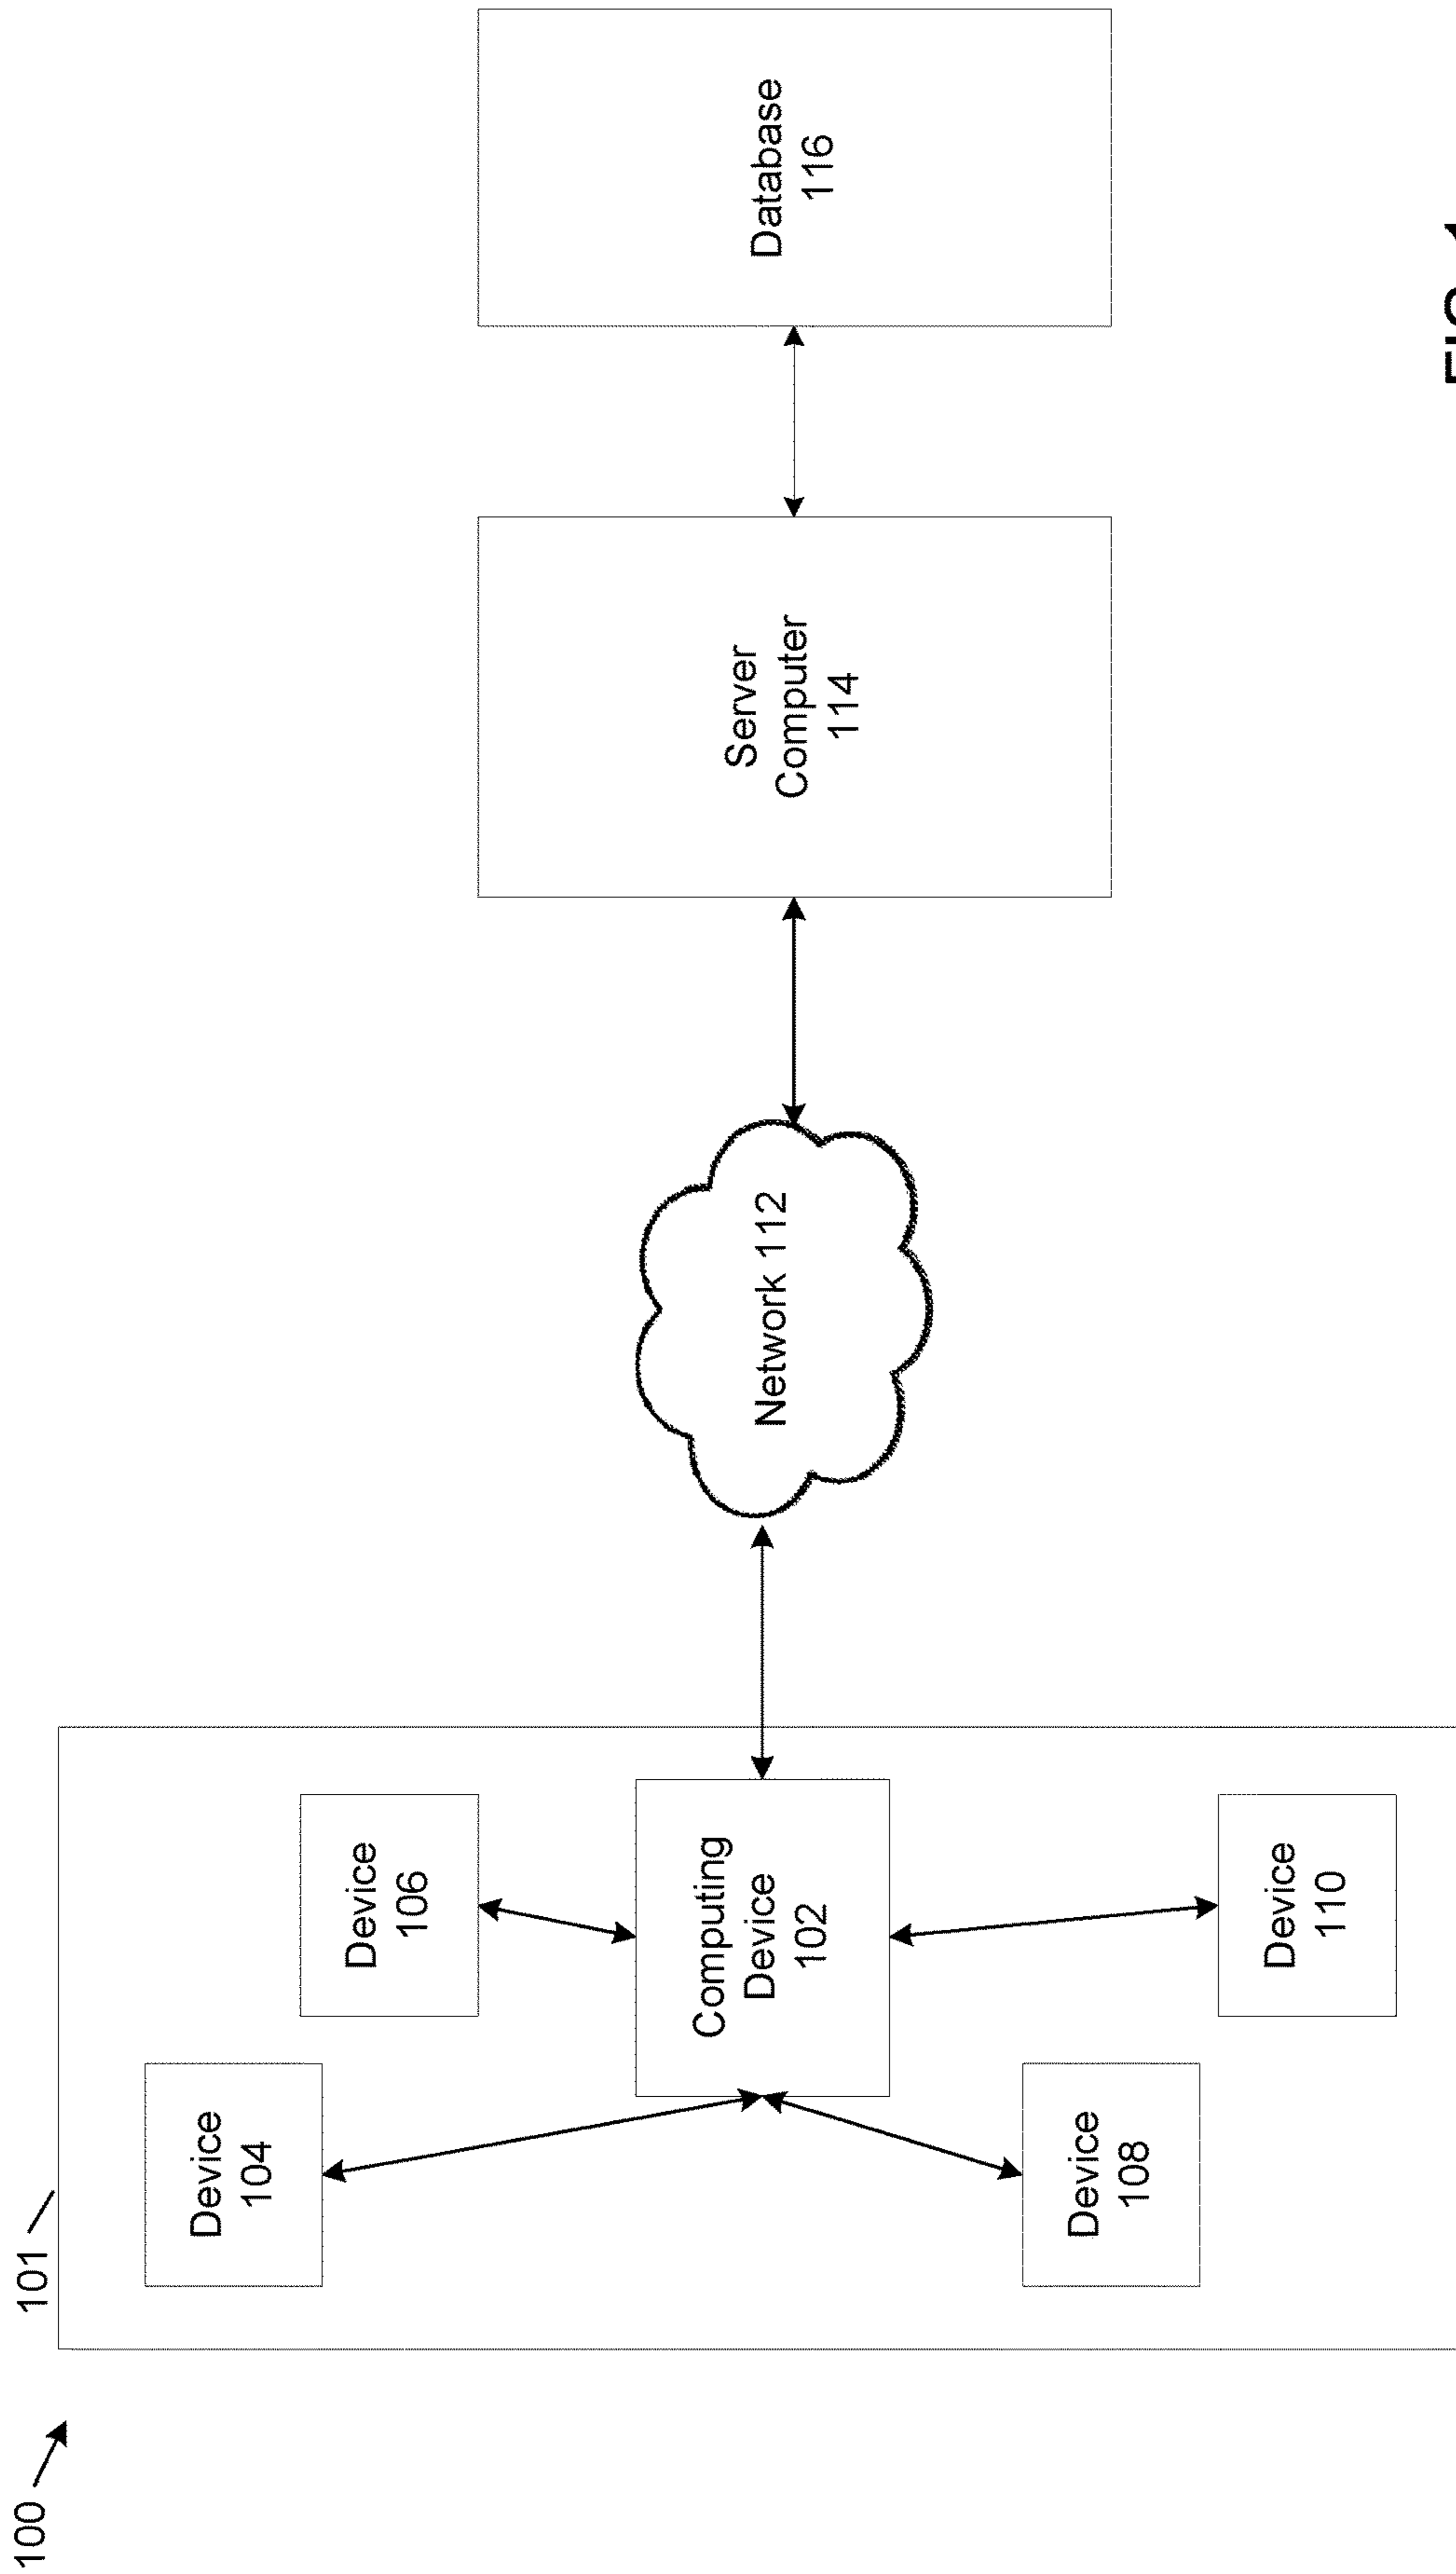 100
101
Device
104
Device
106
Computing
Device
102
Device
108
Device
110
Network 112
Server
Computer
114
Database
116